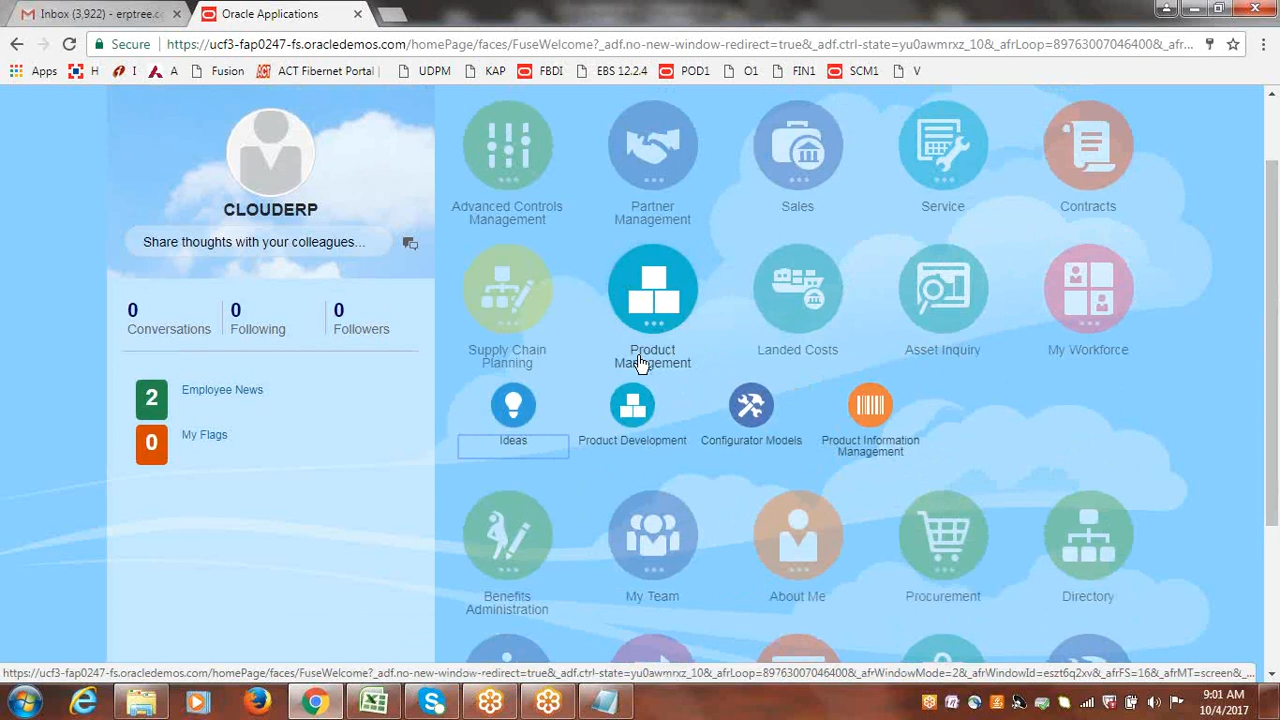 Inbox (3,922) - erptree.c
Oracle Applications
Secure
https://ucf3-fap0247-fs.oracledemos.com/homePage/faces/FuseWelcome?_adf.no-new-window-redirect=true&_adf.ctrl-state=yu0awmrxz_10&_afrLoop=89763007046400&_afr...
Apps
H
I
A
Fusion
ACT Fibernet Portal |
UDPM
KAP
FBDI
EBS 12.2.4
POD1
O1
FIN1
SCM1
V
CLOUDERP
Share thoughts with your colleagues...
0
Conversations
0
Following
0
Followers
2
Employee News
0
My Flags
Advanced Controls
Management
Partner
Management
Sales
Service
Contracts
Supply Chain
Planning
Product
Management
Landed Costs
Asset Inquiry
My Workforce
Ideas
Product Development
Configurator Models
Product Information
Management
Benefits
Administration
My Team
About Me
Procurement
Directory
https://ucf3-fap0247-fs.oracledemos.com/homePage/faces/FuseWelcome?_adf.no-new-window-redirect=true&_adf.ctrl-state=yu0awmrxz_10&_afrLoop=89763007046400&_afrWindowMode=2&_afrWindowId=eszt6q2xv&_afrFS=16&_afrMT=screen&_...
9:01 AM
10/4/2017